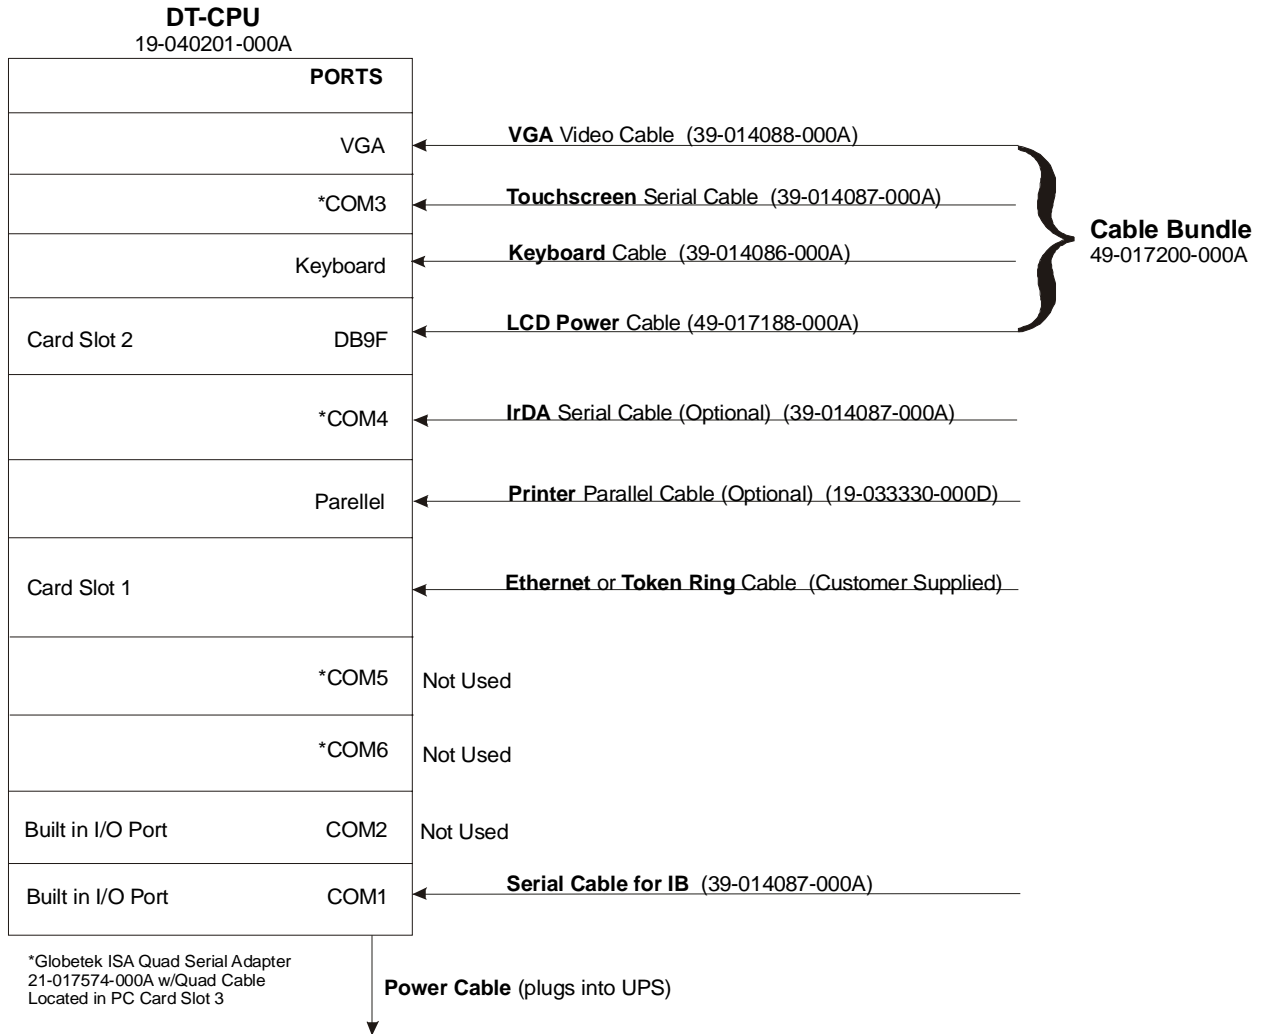 DT-CPU
19-040201-000A
PORTS
VGA
VGA Video Cable (39-014088-000A)
*COM3
Touchscreen Serial Cable (39-014087-000A)
Keyboard
Keyboard Cable (39-014086-000A)
Cable Bundle
49-017200-000A
Card Slot 2 DB9F
LCD Power Cable (49-017188-000A)
*COM4
IrDA Serial Cable (Optional) (39-014087-000A)
Parellel
Printer Parallel Cable (Optional) (19-033330-000D)
Card Slot 1
Ethernet or Token Ring Cable (Customer Supplied)
*COM5 Not Used
*COM6 Not Used
Built in I/O Port COM2 Not Used
Built in I/O Port COM1
Serial Cable for IB (39-014087-000A)
*Globetek ISA Quad Serial Adapter
21-017574-000A w/Quad Cable
Located in PC Card Slot 3
Power Cable (plugs into UPS)